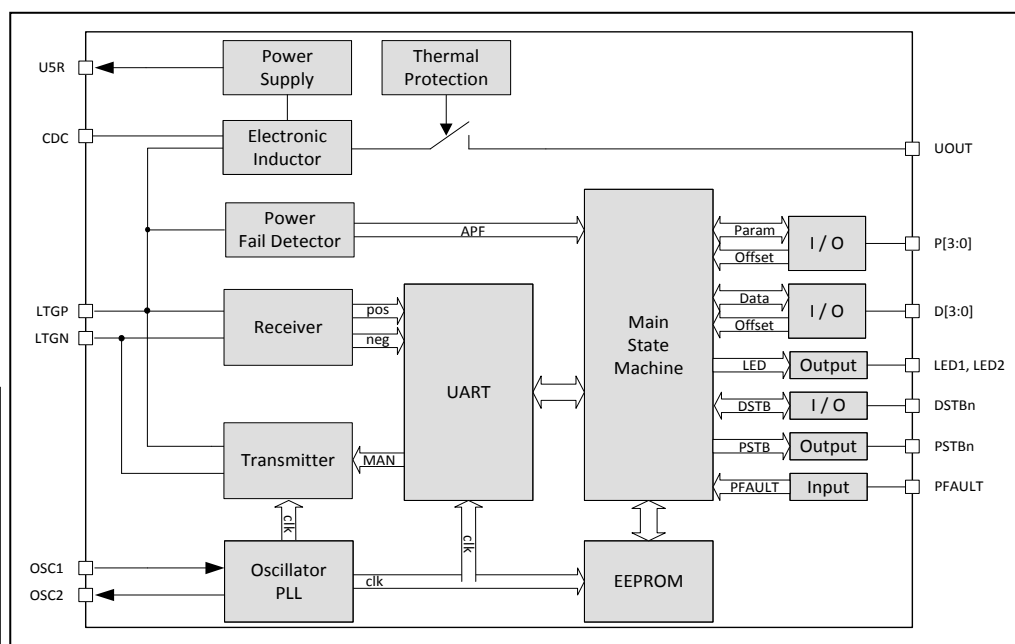 U5R
Power
Supply
Thermal
Protection
CDC
Electronic
Inductor
UOUT
Power
Fail Detector
APF
Param
Offset
I / O
P[3:0]
LTGP
LTGN
Receiver
pos
neg
UART
Main
State
Machine
Data
Offset
I / O
D[3:0]
LED
Output
LED1, LED2
DSTB
I / O
DSTBn
Transmitter
MAN
PSTB
Output
PSTBn
PFAULT
Input
PFAULT
clk
clk
OSC1
OSC2
Oscillator
PLL
clk
EEPROM